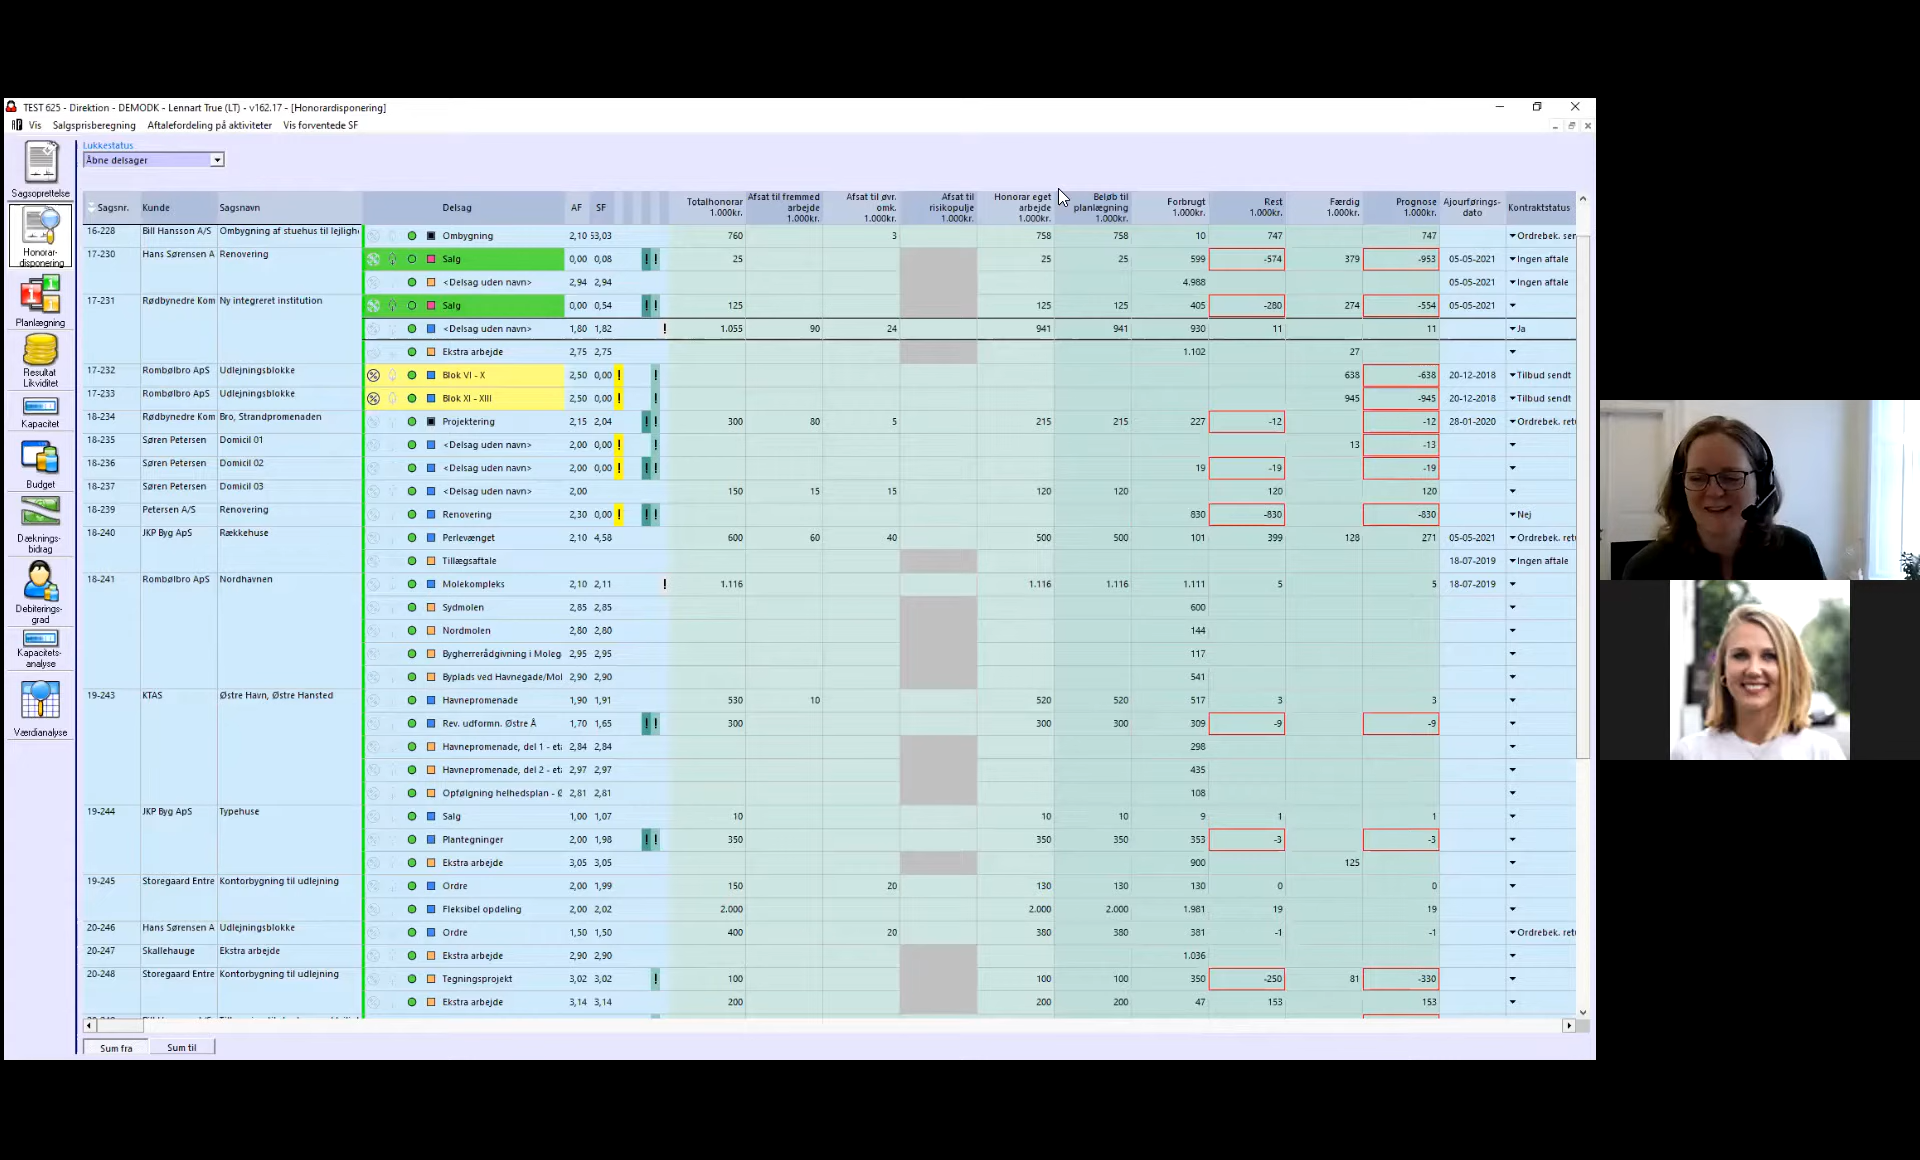 TEST 625 - Direktion - DEMODK - Lennart True (LT) - v162.17 - [Honorardisponering]
Vis Salgsprisberegning Aftalefordeling på aktiviteter Vis forventede SF
Sagsoprettelse
Honorar-
disponering
Planlægning
Resultat
Likviditet
Kapacitet
Budget
Dæknings-
bidrag
Debiterings-
grad
Kapacitets-
analyse
Værdianalyse
Lukkestatus
Åbne delsager
Sagsnr. Kunde Sagsnavn Delsag AF SF Totalhonorar 1.000kr. Afsat til fremmed arbejde 1.000kr. Afsat til øvr. omk. 1.000kr. Afsat til risikopulje 1.000kr. Honorar eget arbejde 1.000kr. Beløb til planlægning 1.000kr. Forbrugt 1.000kr. Rest 1.000kr. Færdig 1.000kr. Prognose 1.000kr. Ajourførings- dato Kontraktstatus
16-228 Bill Hansson A/S Ombygning af stuehus til lejligh Ombygning 2,10 53,03 760 3 758 758 10 747 747 Ordrebek. sen
17-230 Hans Sørensen A Renovering Salg 0,00 0,08 !! 25 25 25 599 -574 379 -953 05-05-2021 Ingen aftale
<Delsag uden navn> 2,94 2,94 4.988 05-05-2021 Ingen aftale
17-231 Rødbynedre Kom Ny integreret institution Salg 0,00 0,54 !! 125 125 125 405 -280 274 -554 05-05-2021
<Delsag uden navn> 1,80 1,82 ! 1.055 90 24 941 941 930 11 11 Ja
Ekstra arbejde 2,75 2,75 1.102 27
17-232 Rombølbro ApS Udlejningsblokke Blok VI - X 2,50 0,00 ! ! 638 -638 20-12-2018 Tilbud sendt
17-233 Rombølbro ApS Udlejningsblokke Blok XI - XIII 2,50 0,00 ! ! 945 -945 20-12-2018 Tilbud sendt
18-234 Rødbynedre Kom Bro, Strandpromenaden Projektering 2,15 2,04 !! 300 80 5 215 215 227 -12 -12 28-01-2020 Ordrebek. retu
18-235 Søren Petersen Domicil 01 <Delsag uden navn> 2,00 0,00 ! ! 13 -13
18-236 Søren Petersen Domicil 02 <Delsag uden navn> 2,00 0,00 ! !! 19 -19 -19
18-237 Søren Petersen Domicil 03 <Delsag uden navn> 2,00 150 15 15 120 120 120 120
18-239 Petersen A/S Renovering Renovering 2,30 0,00 ! !! 830 -830 -830 Nej
18-240 JKP Byg ApS Rækkehuse Perlevænget 2,10 4,58 600 60 40 500 500 101 399 128 271 05-05-2021 Ordrebek. retu
Tillægsaftale 18-07-2019 Ingen aftale
18-241 Rombølbro ApS Nordhavnen Molekompleks 2,10 2,11 ! 1.116 1.116 1.116 1.111 5 5 18-07-2019
Sydmolen 2,85 2,85 600
Nordmolen 2,80 2,80 144
Bygherrerådgivning i Moleg 2,95 2,95 117
Byplads ved Havnegade/Mol 2,90 2,90 541
19-243 KTAS Østre Havn, Østre Hansted Havnepromenade 1,90 1,91 530 10 520 520 517 3 3
Rev. udformn. Østre Å 1,70 1,65 !! 300 300 300 309 -9 -9
Havnepromenade, del 1 - et 2,84 2,84 298
Havnepromenade, del 2 - et 2,97 2,97 435
Opfølgning helhedsplan - Ø 2,81 2,81 108
19-244 JKP Byg ApS Typehuse Salg 1,00 1,07 10 10 10 9 1 1
Plantegninger 2,00 1,98 !! 350 350 350 353 -3 -3
Ekstra arbejde 3,05 3,05 900 125
19-245 Storegaard Entre Kontorbygning til udlejning Ordre 2,00 1,99 150 20 130 130 130 0 0
Fleksibel opdeling 2,00 2,02 2.000 2.000 2.000 1.981 19 19
20-246 Hans Sørensen A Udlejningsblokke Ordre 1,50 1,50 400 20 380 380 381 -1 -1 Ordrebek. retu
20-247 Skallehauge Ekstra arbejde Ekstra arbejde 2,90 2,90 1.036
20-248 Storegaard Entre Kontorbygning til udlejning Tegningsprojekt 3,02 3,02 ! 100 100 100 350 -250 81 -330
Ekstra arbejde 3,14 3,14 200 200 200 47 153 153
Sum fra Sum til